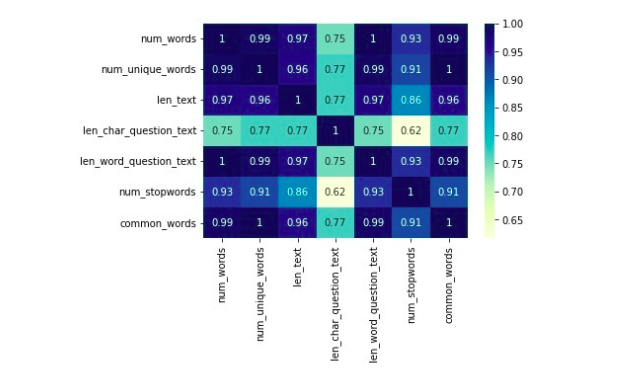 num_words 1 0.99 0.97 0.75 1 0.93 0.99
num_unique_words 0.99 1 0.96 0.77 0.99 0.91 1
len_text 0.97 0.96 1 0.77 0.97 0.86 0.96
len_char_question_text 0.75 0.77 0.77 1 0.75 0.62 0.77
len_word_question_text 1 0.99 0.97 0.75 1 0.93 0.99
num_stopwords 0.93 0.91 0.86 0.62 0.93 1 0.91
common_words 0.99 1 0.96 0.77 0.99 0.91 1
num_words
num_unique_words
len_text
len_char_question_text
len_word_question_text
num_stopwords
common_words
1.00
0.95
0.90
0.85
0.80
0.75
0.70
0.65